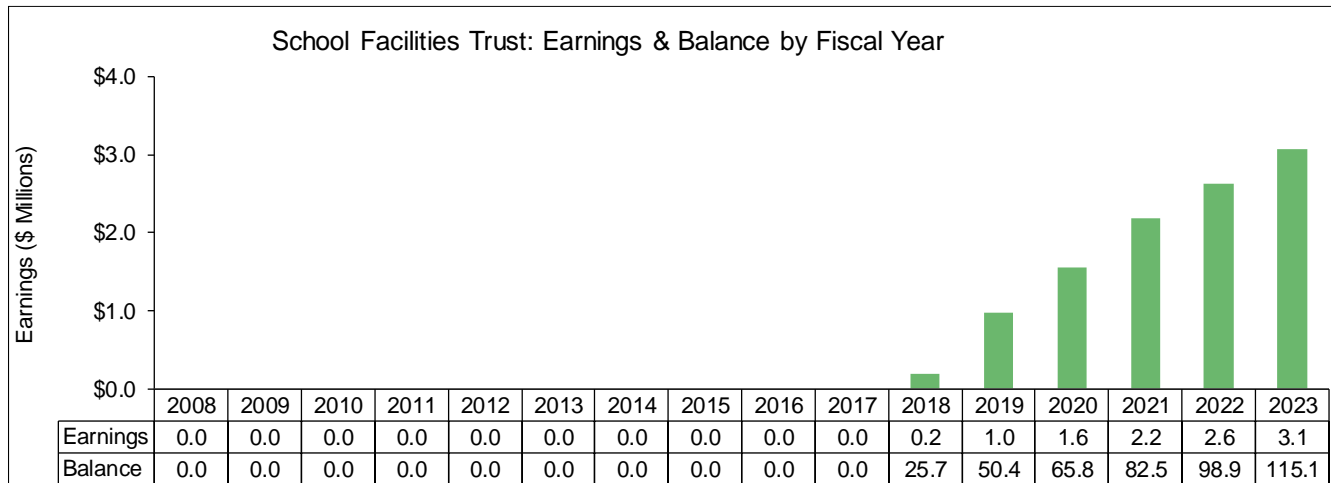 School Facilities Trust: Earnings & Balance by Fiscal Year
Earnings ($ Millions)
$4.0
$3.0
$2.0
$1.0
$0.0
2008 2009 2010 2011 2012 2013 2014 2015 2016 2017 2018 2019 2020 2021 2022 2023
Earnings 0.0 0.0 0.0 0.0 0.0 0.0 0.0 0.0 0.0 0.0 0.2 1.0 1.6 2.2 2.6 3.1
Balance 0.0 0.0 0.0 0.0 0.0 0.0 0.0 0.0 0.0 0.0 25.7 50.4 65.8 82.5 98.9 115.1